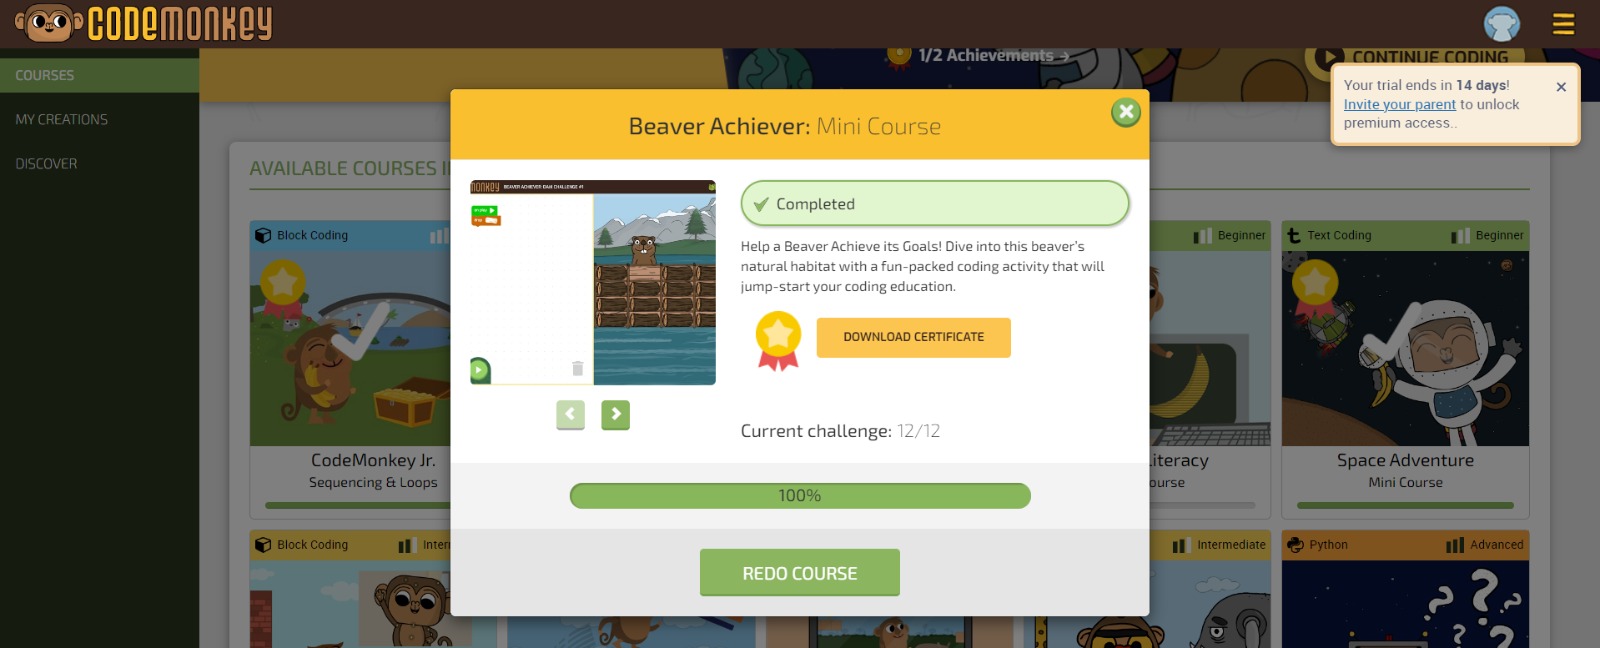 CODEMONKEY
COURSES
MY CREATIONS
DISCOVER
1/2 Achievements →
CONTINUE CODING
Your trial ends in 14 days!
Invite your parent to unlock
premium access..
AVAILABLE COURSES
Beaver Achiever: Mini Course
BEAVER ACHIEVER
Completed
Help a Beaver Achieve its Goals! Dive into this beaver's
natural habitat with a fun-packed coding activity that will
jump-start your coding education.
DOWNLOAD CERTIFICATE
Current challenge: 12/12
100%
REDO COURSE
Block Coding
CodeMonkey Jr.
Sequencing & Loops
Beginner
Text Coding Beginner
Space Adventure
Mini Course
Block Coding
Intermediate
Python Advanced